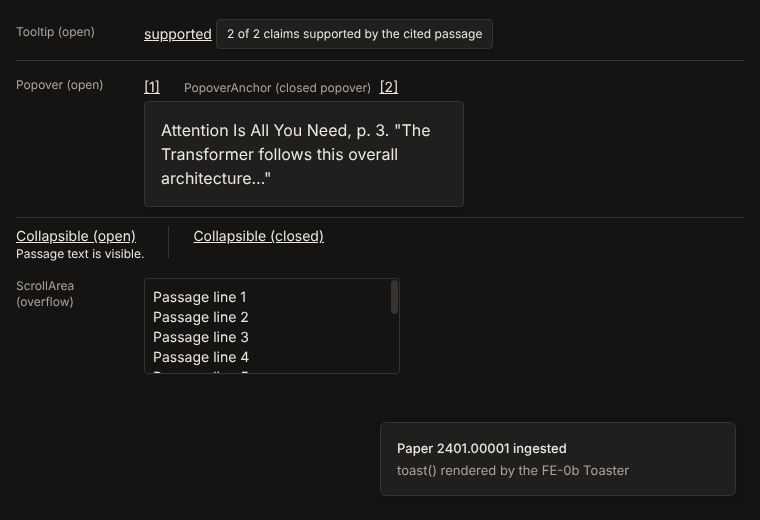 Tooltip (open) supported 2 of 2 claims supported by the cited passage
Popover (open) [1] PopoverAnchor (closed popover) [2]
Attention Is All You Need, p. 3. "The
Transformer follows this overall
architecture..."
Collapsible (open) Collapsible (closed)
Passage text is visible.
ScrollArea
(overflow)
Passage line 1
Passage line 2
Passage line 3
Passage line 4
Paper 2401.00001 ingested
toast() rendered by the FE-0b Toaster